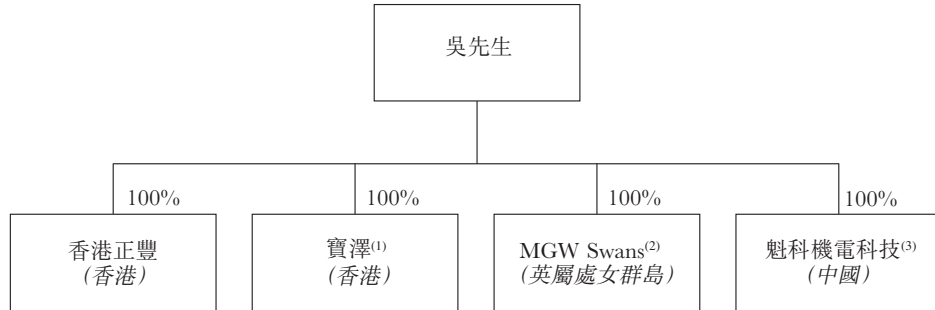 吳先生
100%
100%
100%
100%
香港正豐
(香港)
寶澤(1)
(香港)
MGW Swans(2)
(英屬處女群島)
魁科機電科技(3)
(中國)